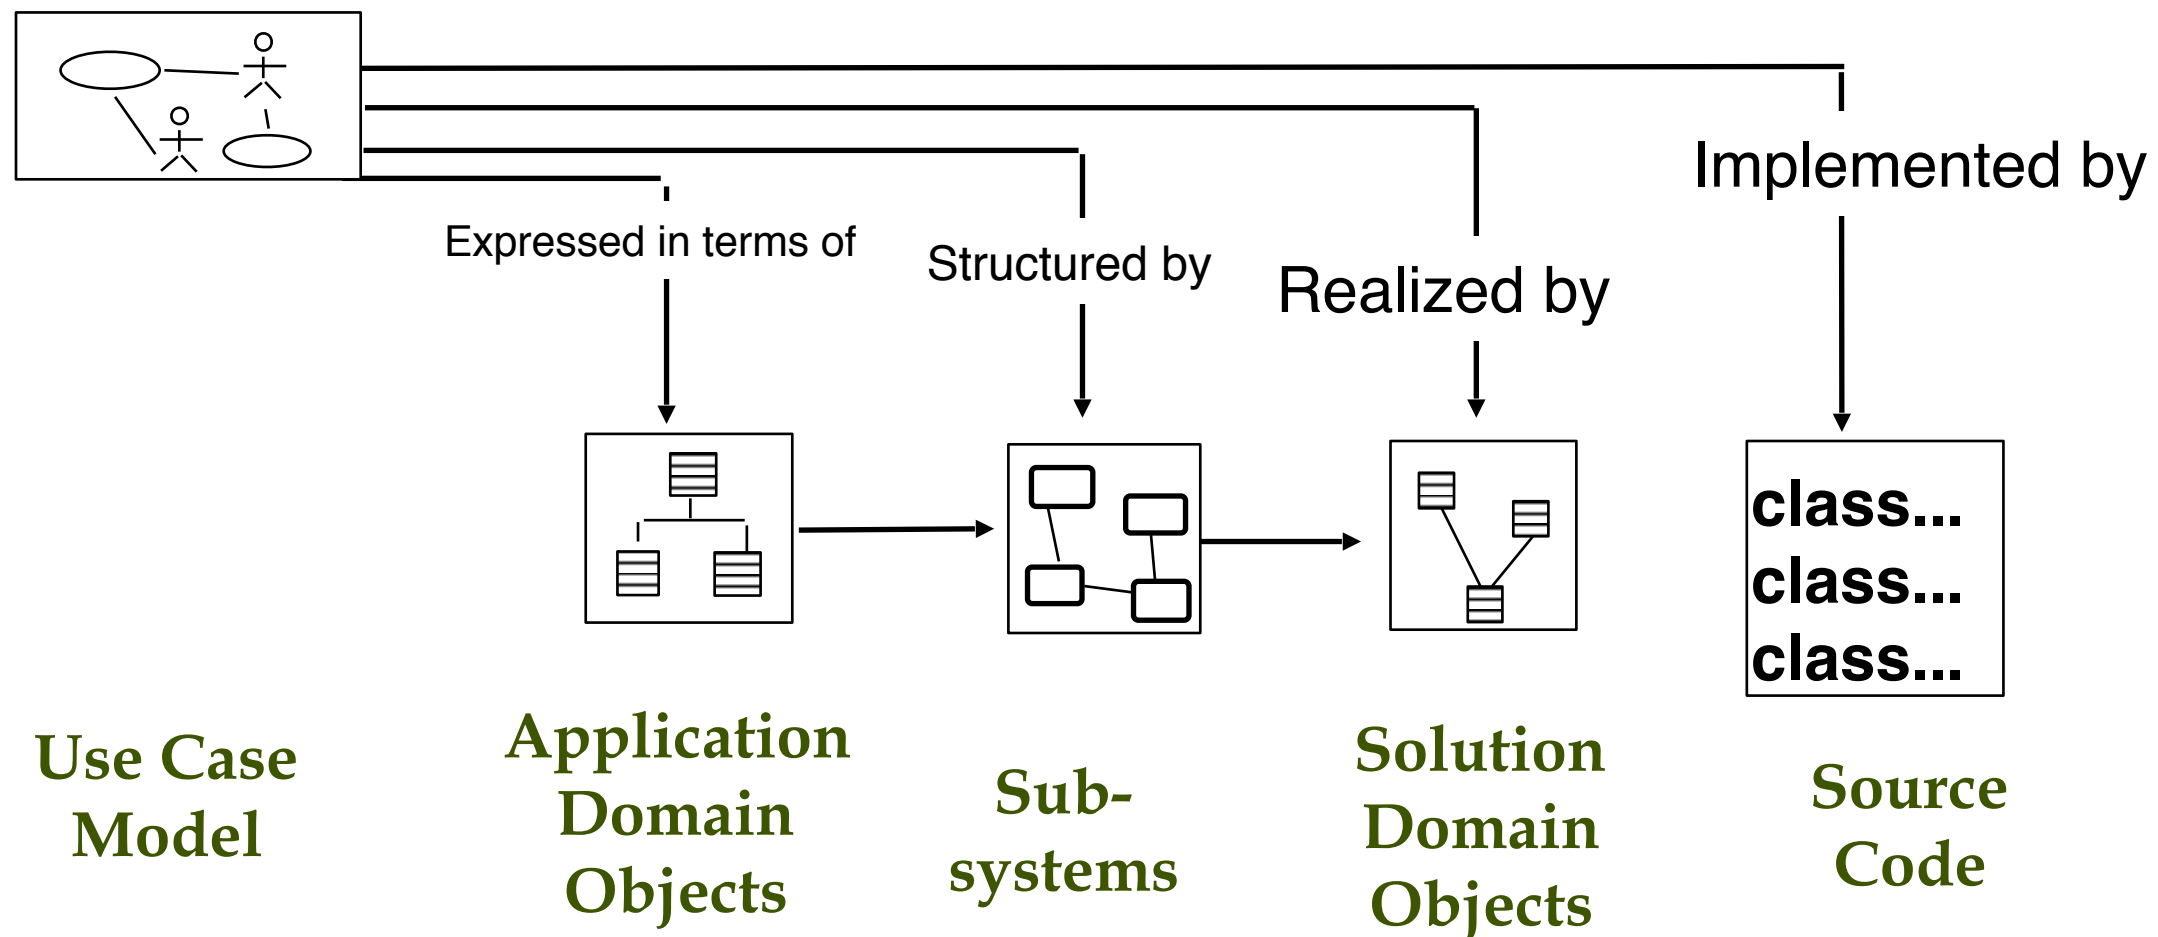 Implemented by
Expressed in terms of
Structured by
Realized by
class...
class...
class...
Use Case
Model
Application
Domain
Objects
Sub-
systems
Solution
Domain
Objects
Source
Code